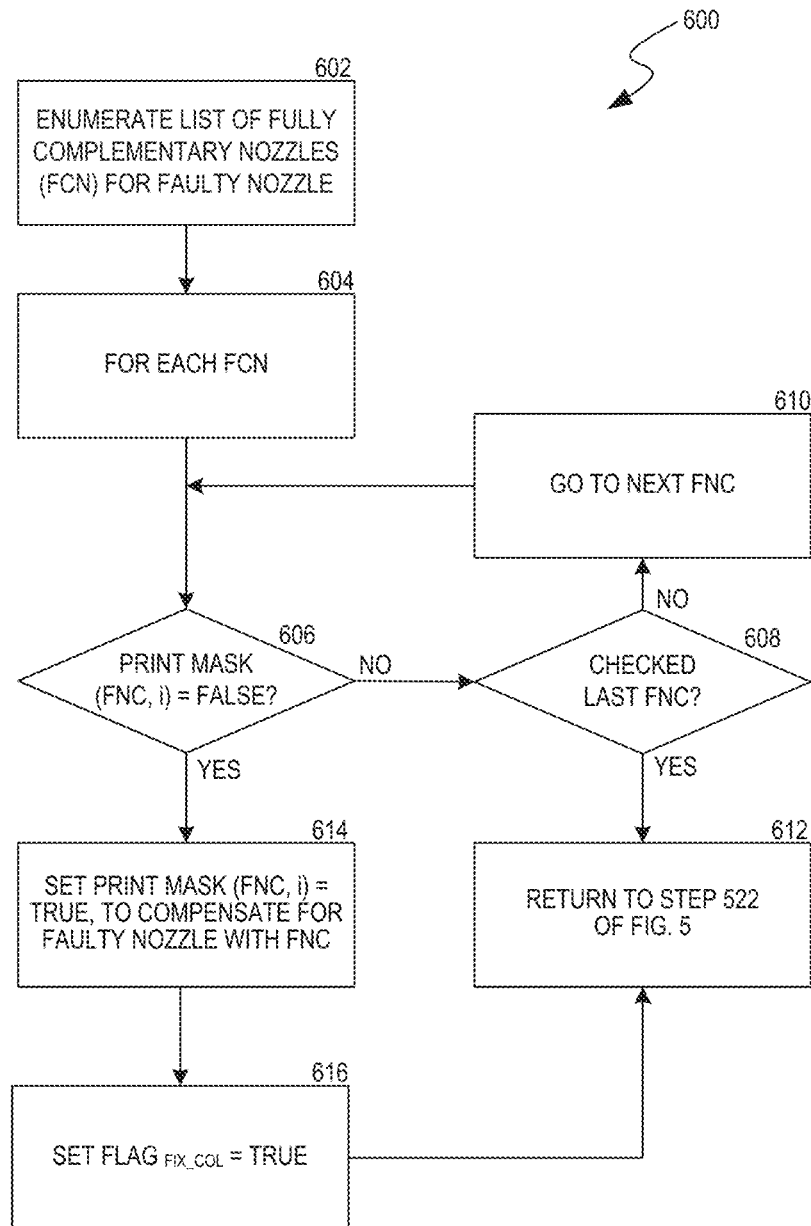 600
602
ENUMERATE LIST OF FULLY
COMPLEMENTARY NOZZLES
(FCN) FOR FAULTY NOZZLE
604
FOR EACH FCN
610
GO TO NEXT FNC
606
PRINT MASK
(FNC, i) = FALSE?
NO
YES
608
CHECKED
LAST FNC?
NO
YES
614
SET PRINT MASK (FNC, i) =
TRUE, TO COMPENSATE FOR
FAULTY NOZZLE WITH FNC
612
RETURN TO STEP 522
OF FIG. 5
616
SET FLAG FIX_COL = TRUE